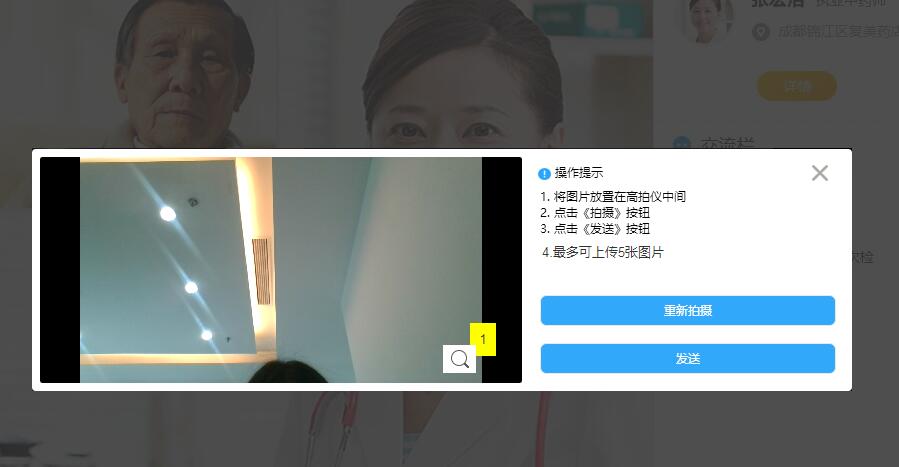 执业中药师
成都锦江区复美药店
详情
交流栏
操作提示
1. 将图片放置在高拍仪中间
2. 点击《拍摄》按钮
3. 点击《发送》按钮
4.最多可上传5张图片
次检
重新拍摄
1
发送